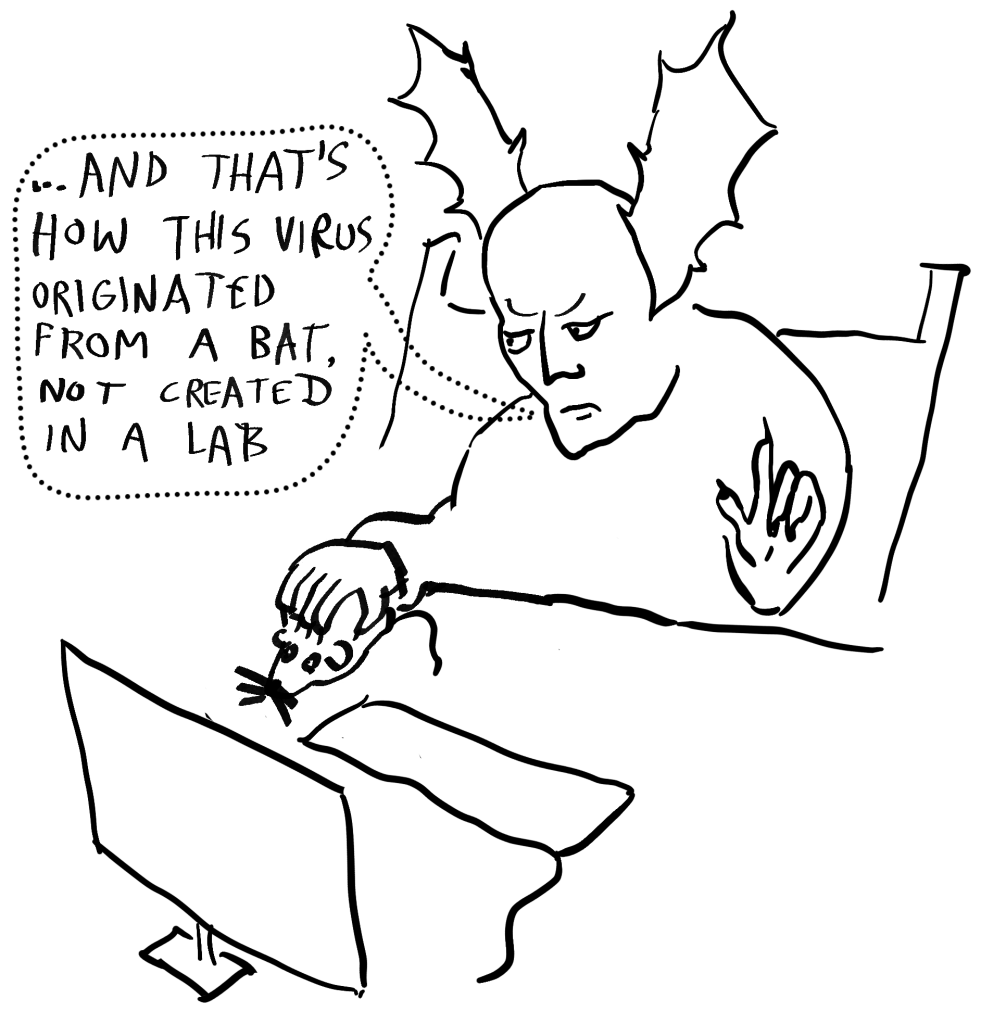 ...AND THAT'S
HOW THIS VIRUS
ORIGINATED
FROM A BAT,
NOT CREATED
IN A LAB